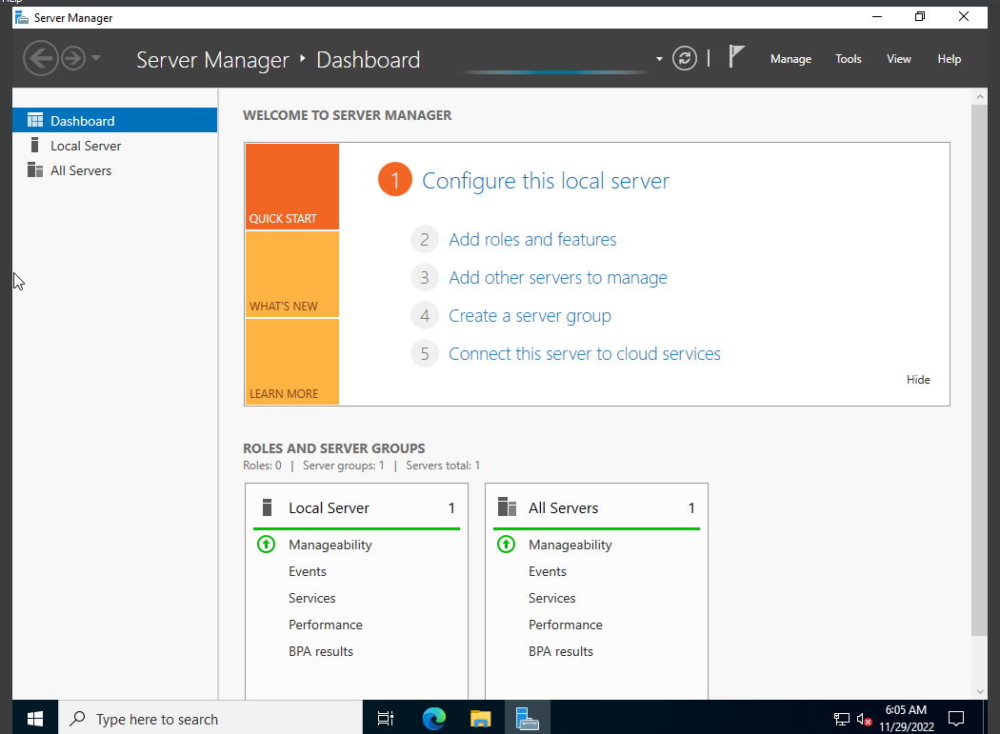 Help
Server Manager
Server Manager ‣ Dashboard
Manage Tools View Help
Dashboard
Local Server
All Servers
WELCOME TO SERVER MANAGER
QUICK START
WHAT'S NEW
LEARN MORE
1 Configure this local server
2 Add roles and features
3 Add other servers to manage
4 Create a server group
5 Connect this server to cloud services
Hide
ROLES AND SERVER GROUPS
Roles: 0 | Server groups: 1 | Servers total: 1
Local Server 1
Manageability
Events
Services
Performance
BPA results
All Servers 1
Manageability
Events
Services
Performance
BPA results
Type here to search
6:05 AM
11/29/2022